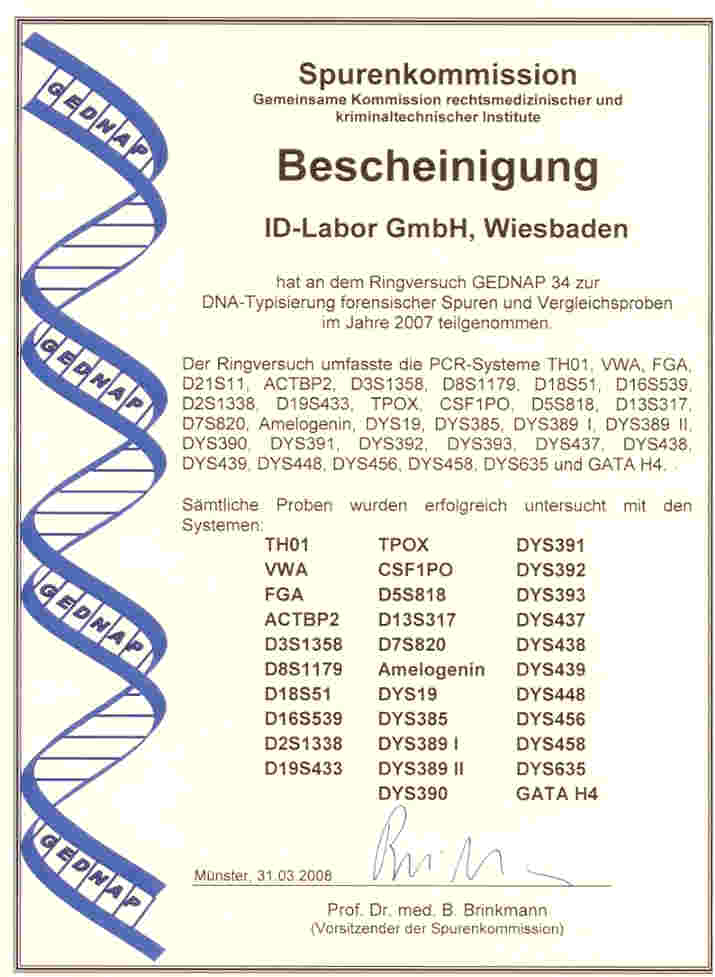 GEDNAP
GEDNAP
GEDNAP
GEDNAP
Spurenkommission
Gemeinsame Kommission rechtsmedizinischer und
kriminaltechnischer Institute
Bescheinigung
ID-Labor GmbH, Wiesbaden
hat an dem Ringversuch GEDNAP 34 zur
DNA-Typisierung forensischer Spuren und Vergleichsproben
im Jahre 2007 teilgenommen.
Der Ringversuch umfasste die PCR-Systeme TH01, VWA, FGA,
D21S11, ACTBP2, D3S1358, D8S1179, D18S51, D16S539,
D2S1338, D19S433, TPOX, CSF1PO, D5S818, D13S317,
D7S820, Amelogenin, DYS19, DYS385, DYS389 I, DYS389 II,
DYS390, DYS391, DYS392, DYS393, DYS437, DYS438,
DYS439, DYS448, DYS456, DYS458, DYS635 und GATA H4.
Sämtliche Proben wurden erfolgreich untersucht mit den
Systemen:
TH01 TPOX DYS391
VWA CSF1PO DYS392
FGA D5S818 DYS393
ACTBP2 D13S317 DYS437
D3S1358 D7S820 DYS438
D8S1179 Amelogenin DYS439
D18S51 DYS19 DYS448
D16S539 DYS385 DYS456
D2S1338 DYS389 I DYS458
D19S433 DYS389 II DYS635
DYS390 GATA H4
Münster, 31.03.2008
Prof. Dr. med. B. Brinkmann
(Vorsitzender der Spurenkommission)